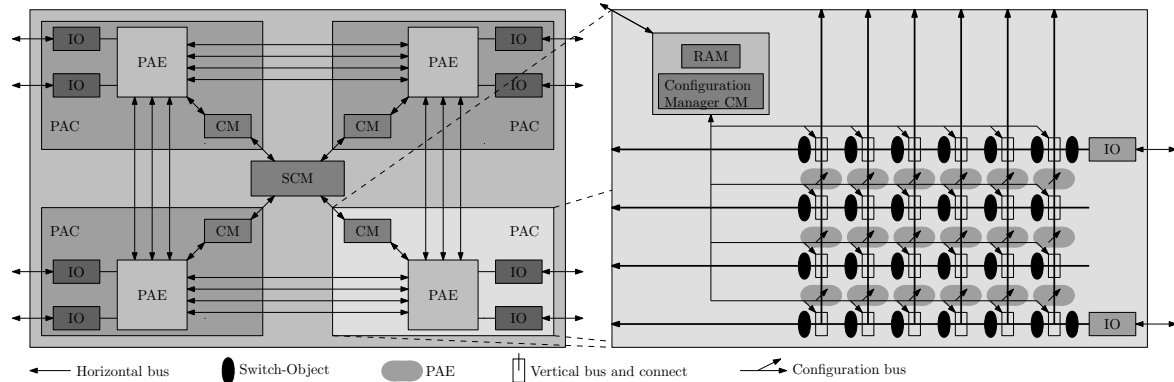 IO
PAE
PAE
IO
IO
IO
PAC
CM
CM
PAC
SCM
PAC
CM
CM
PAC
IO
PAE
PAE
IO
IO
IO
RAM
Configuration
Manager CM
IO
IO
Horizontal bus
Switch-Object
PAE
Vertical bus and connect
Configuration bus